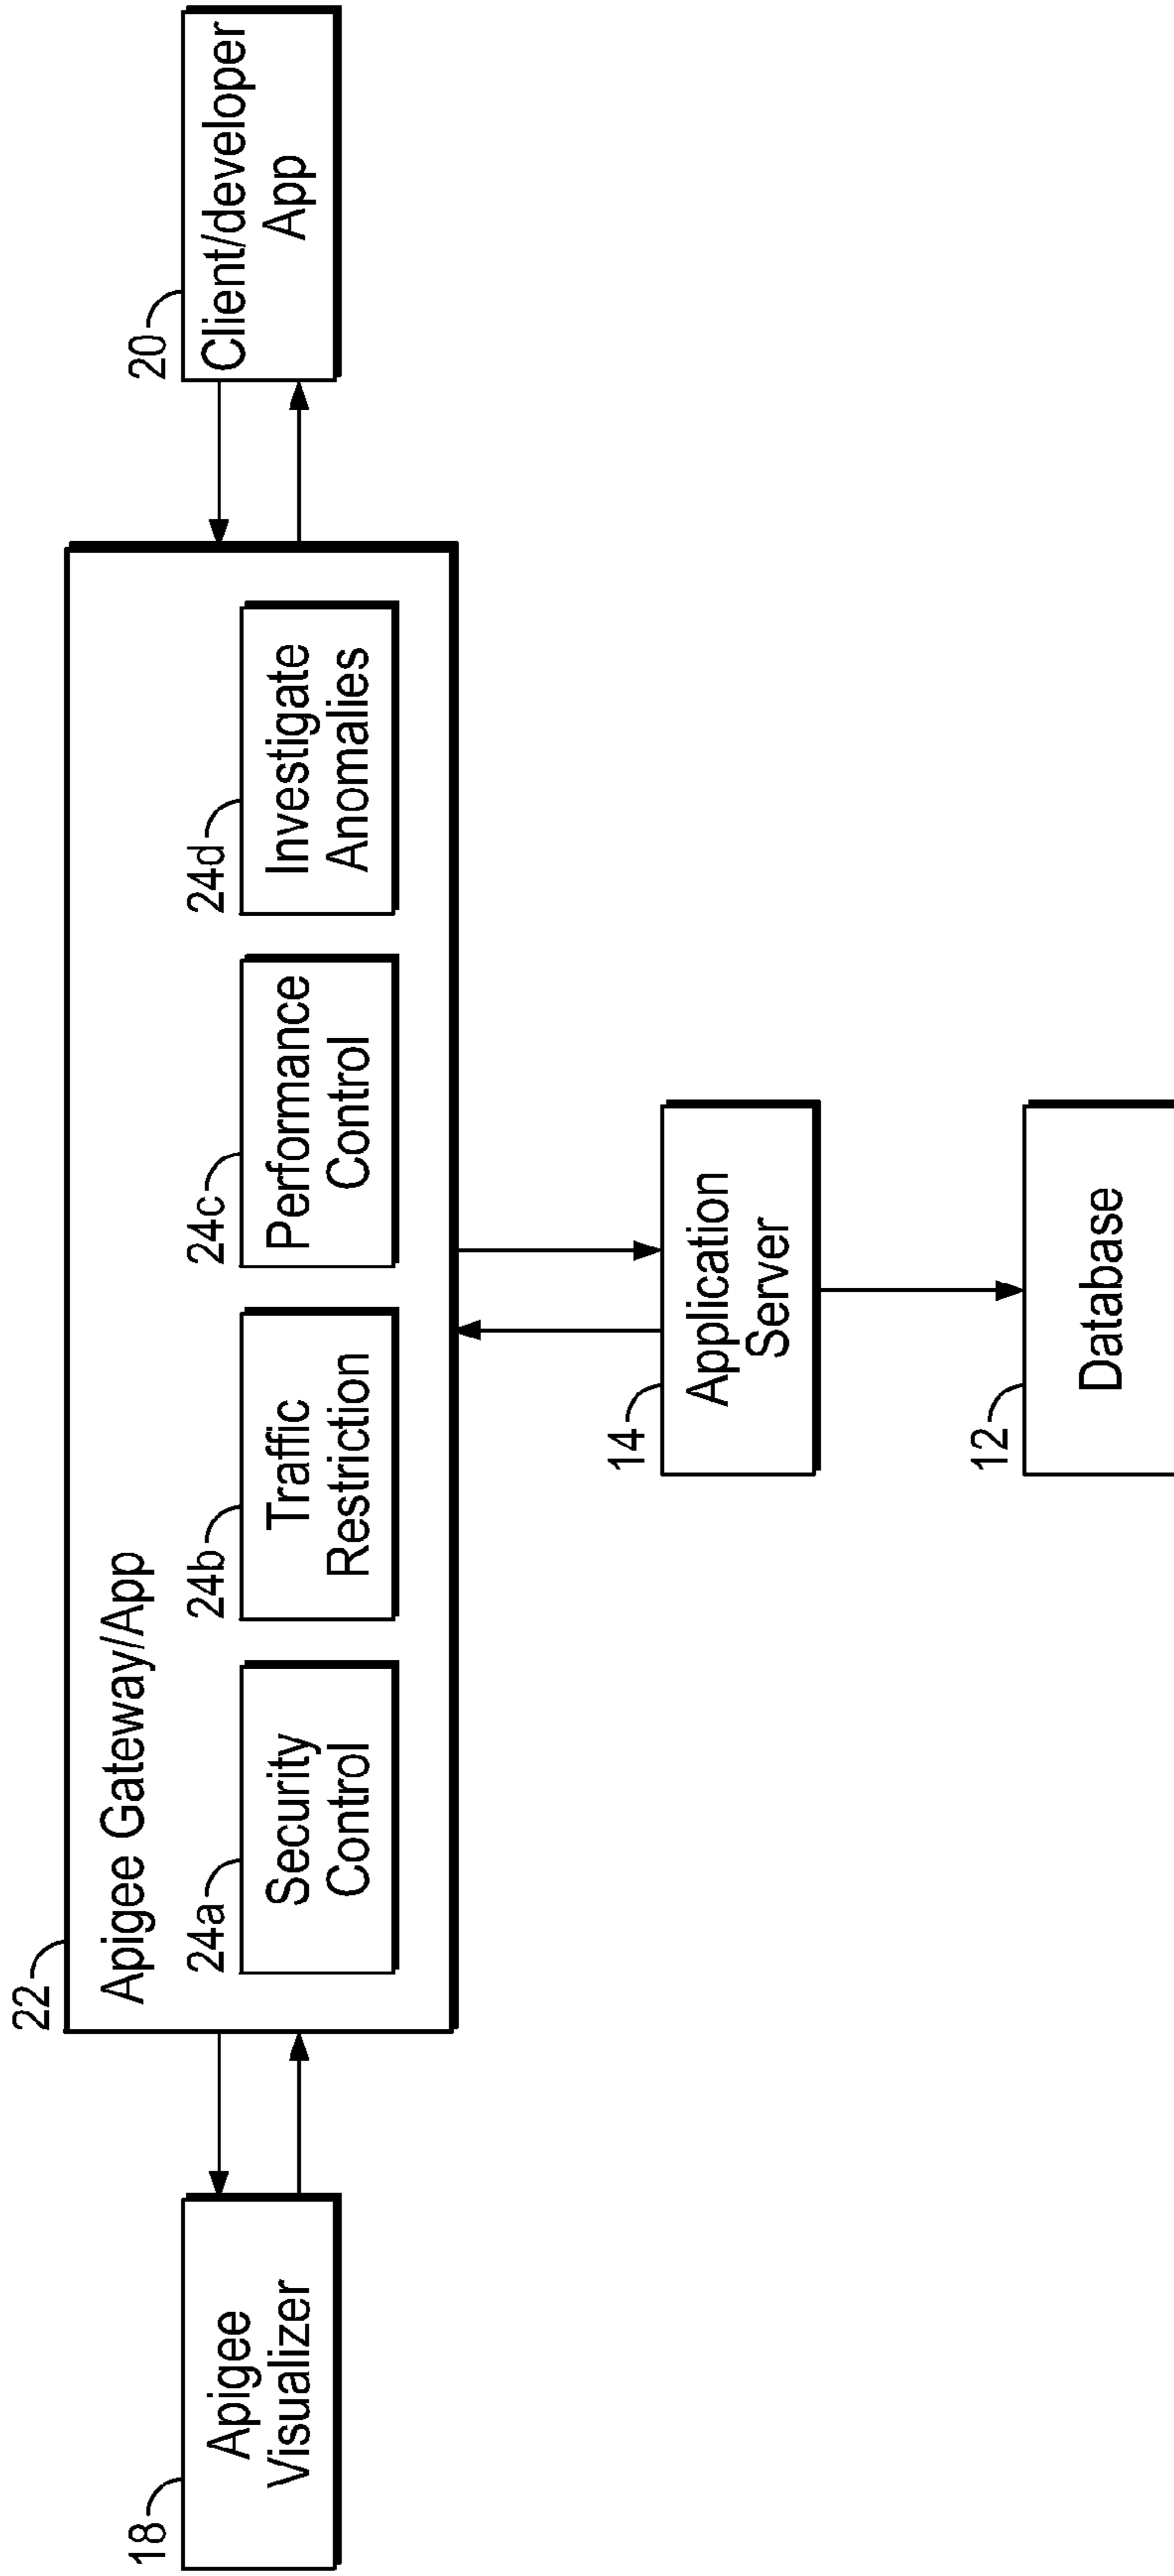 22
Apigee Gateway/App
18
Apigee
Visualizer
24a
Security
Control
24b
Traffic
Restriction
24c
Performance
Control
24d
Investigate
Anomalies
20
Client/developer
App
14
Application
Server
12
Database